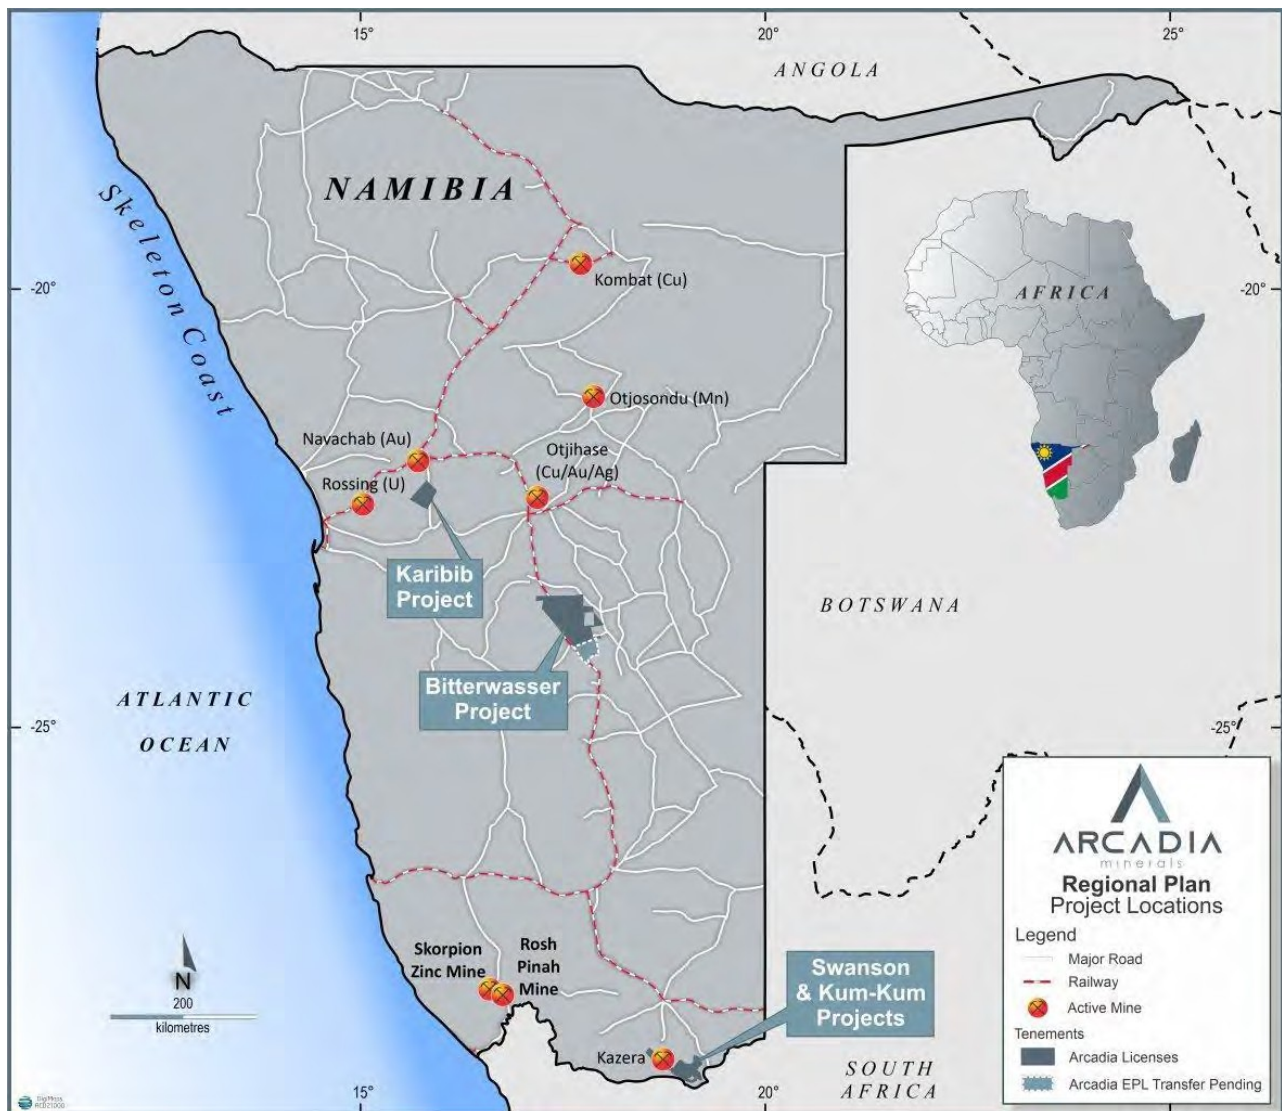 15°
20°
25°
ANGOLA
NAMIBIA
Skeleton Coast
-20°
-20°
AFRICA
Kombat (Cu)
Otjosondu (Mn)
Navachab (Au)
Otjihase
(Cu/Au/Ag)
Rossing (U)
Karibib
Project
BOTSWANA
Bitterwasser
Project
ATLANTIC
OCEAN
-25°
-25°
ARCADIA
minerals
Regional Plan
Project Locations
Legend
Major Road
Railway
Active Mine
Tenements
Arcadia Licenses
Arcadia EPL Transfer Pending
Skorpion
Zinc Mine
Rosh
Pinah
Mine
Swanson
& Kum-Kum
Projects
N
200
kilometres
Kazera
SOUTH
AFRICA
15°
20°
DigiMaps